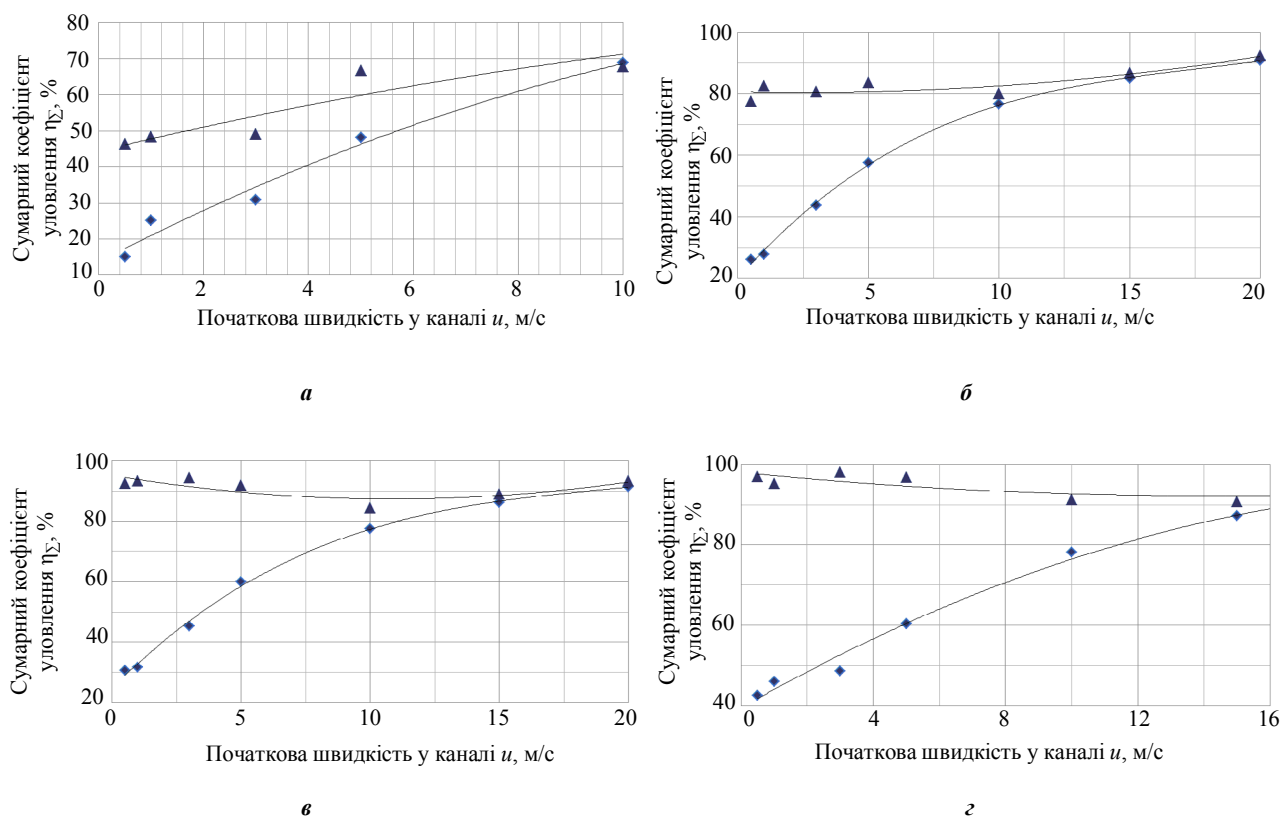 Сумарний коефіцієнт
уловлення η∑, %
80
70
60
50
40
30
20
10
0
2
4
6
8
10
Початкова швидкість у каналі u, м/с
а
Сумарний коефіцієнт
уловлення η∑, %
100
80
60
40
20
0
5
10
15
20
Початкова швидкість у каналі u, м/с
б
Сумарний коефіцієнт
уловлення η∑, %
100
80
60
40
20
0
5
10
15
20
Початкова швидкість у каналі u, м/с
в
Сумарний коефіцієнт
уловлення η∑, %
100
80
60
40
0
4
8
12
16
Початкова швидкість у каналі u, м/с
г